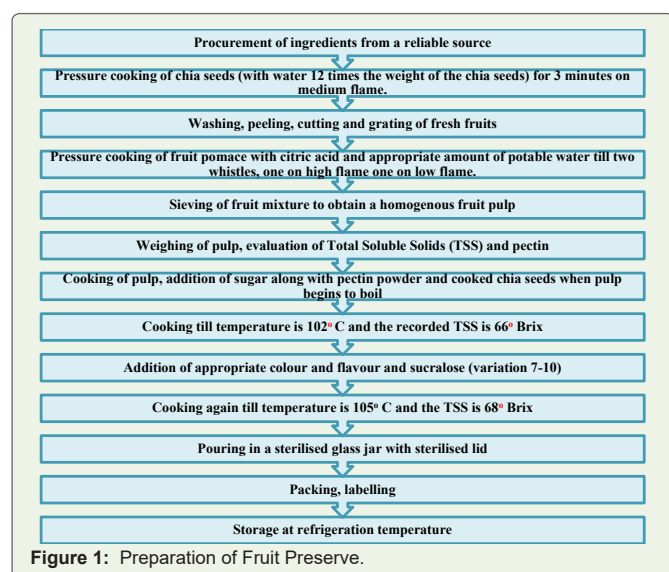 Procurement of ingredients from a reliable source
Pressure cooking of chia seeds (with water 12 times the weight of the chia seeds) for 3 minutes on
medium flame.
Washing, peeling, cutting and grating of fresh fruits
Pressure cooking of fruit pomace with citric acid and appropriate amount of potable water till two
whistles, one on high flame one on low flame.
Sieving of fruit mixture to obtain a homogenous fruit pulp
Weighing of pulp, evaluation of Total Soluble Solids (TSS) and pectin
Cooking of pulp, addition of sugar along with pectin powder and cooked chia seeds when pulp
begins to boil
Cooking till temperature is 102° C and the recorded TSS is 66° Brix
Addition of appropriate colour and flavour and sucralose (variation 7-10)
Cooking again till temperature is 105° C and the TSS is 68° Brix
Pouring in a sterilised glass jar with sterilised lid
Packing, labelling
Storage at refrigeration temperature
Figure 1: Preparation of Fruit Preserve.